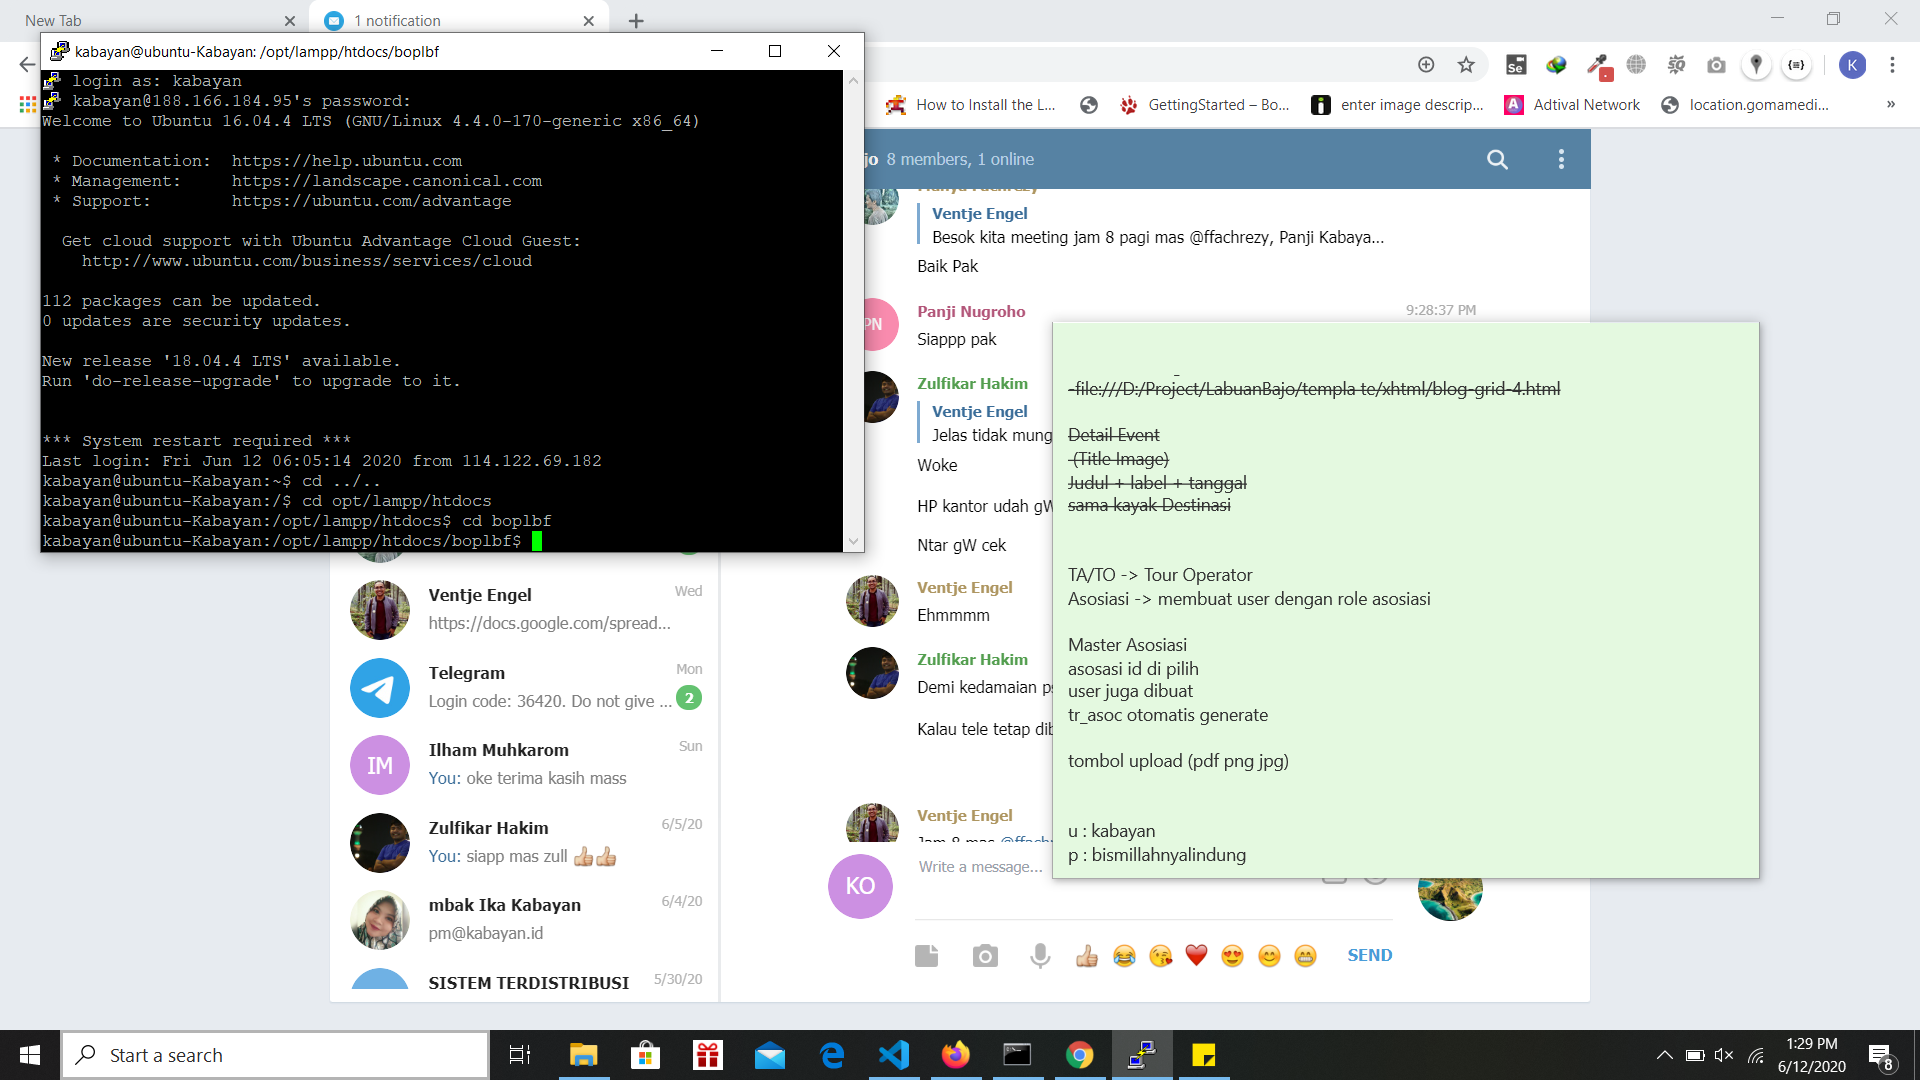 New Tab
1 notification
kabayan@ubuntu-Kabayan: /opt/lampp/htdocs/boplbf
login as: kabayan
kabayan@188.166.184.95's password:
Welcome to Ubuntu 16.04.4 LTS (GNU/Linux 4.4.0-170-generic x86_64)
* Documentation: https://help.ubuntu.com
* Management: https://landscape.canonical.com
* Support: https://ubuntu.com/advantage
Get cloud support with Ubuntu Advantage Cloud Guest:
http://www.ubuntu.com/business/services/cloud
112 packages can be updated.
0 updates are security updates.
New release '18.04.4 LTS' available.
Run 'do-release-upgrade' to upgrade to it.
*** System restart required ***
Last login: Fri Jun 12 06:05:14 2020 from 114.122.69.182
kabayan@ubuntu-Kabayan:~$ cd ../..
kabayan@ubuntu-Kabayan:/$ cd opt/lampp/htdocs
kabayan@ubuntu-Kabayan:/opt/lampp/htdocs$ cd boplbf
kabayan@ubuntu-Kabayan:/opt/lampp/htdocs/boplbf$
Se
K
How to Install the L...
GettingStarted – Bo...
enter image descrip...
Adtival Network
location.gomamedi...
»
jo 8 members, 1 online
Ventje Engel
Besok kita meeting jam 8 pagi mas @ffachrezy, Panji Kabaya...
Baik Pak
PN
Panji Nugroho
9:28:37 PM
Siappp pak
Zulfikar Hakim
Ventje Engel
Jelas tidak mung
Woke
HP kantor udah gW
Ntar gW cek
Ventje Engel
Ehmmmm
Zulfikar Hakim
Demi kedamaian ps
Kalau tele tetap dib
Ventje Engel
Jam 8 mas @ffachr
KO
Write a message...
SEND
Ventje Engel
Wed
https://docs.google.com/spread...
Telegram
Mon
Login code: 36420. Do not give ...
2
IM
Ilham Muhkarom
Sun
You: oke terima kasih mass
Zulfikar Hakim
6/5/20
You: siapp mas zull 👍👍
mbak Ika Kabayan
6/4/20
pm@kabayan.id
SISTEM TERDISTRIBUSI
5/30/20
-file:///D:/Project/LabuanBajo/templa te/xhtml/blog-grid-4.html
Detail Event
(Title Image)
Judul + label + tanggal
sama kayak Destinasi
TA/TO -> Tour Operator
Asosiasi -> membuat user dengan role asosiasi
Master Asosiasi
asosasi id di pilih
user juga dibuat
tr_asoc otomatis generate
tombol upload (pdf png jpg)
u : kabayan
p : bismillahnyalindung
Start a search
1:29 PM
6/12/2020
8